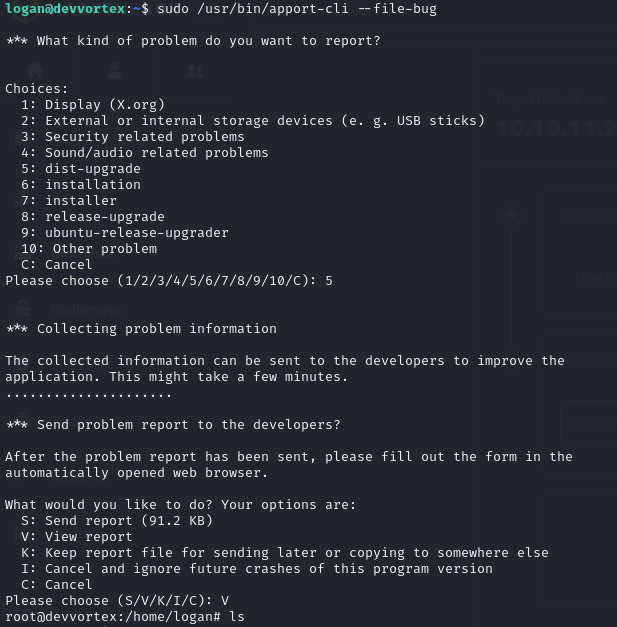 logan@devvortex:~$ sudo /usr/bin/apport-cli --file-bug
*** What kind of problem do you want to report?
Choices:
1: Display (X.org)
2: External or internal storage devices (e. g. USB sticks)
3: Security related problems
4: Sound/audio related problems
5: dist-upgrade
6: installation
7: installer
8: release-upgrade
9: ubuntu-release-upgrader
10: Other problem
C: Cancel
Please choose (1/2/3/4/5/6/7/8/9/10/C): 5
*** Collecting problem information
The collected information can be sent to the developers to improve the
application. This might take a few minutes.
.....................
*** Send problem report to the developers?
After the problem report has been sent, please fill out the form in the
automatically opened web browser.
What would you like to do? Your options are:
S: Send report (91.2 KB)
V: View report
K: Keep report file for sending later or copying to somewhere else
I: Cancel and ignore future crashes of this program version
C: Cancel
Please choose (S/V/K/I/C): V
root@devvortex:/home/logan# ls